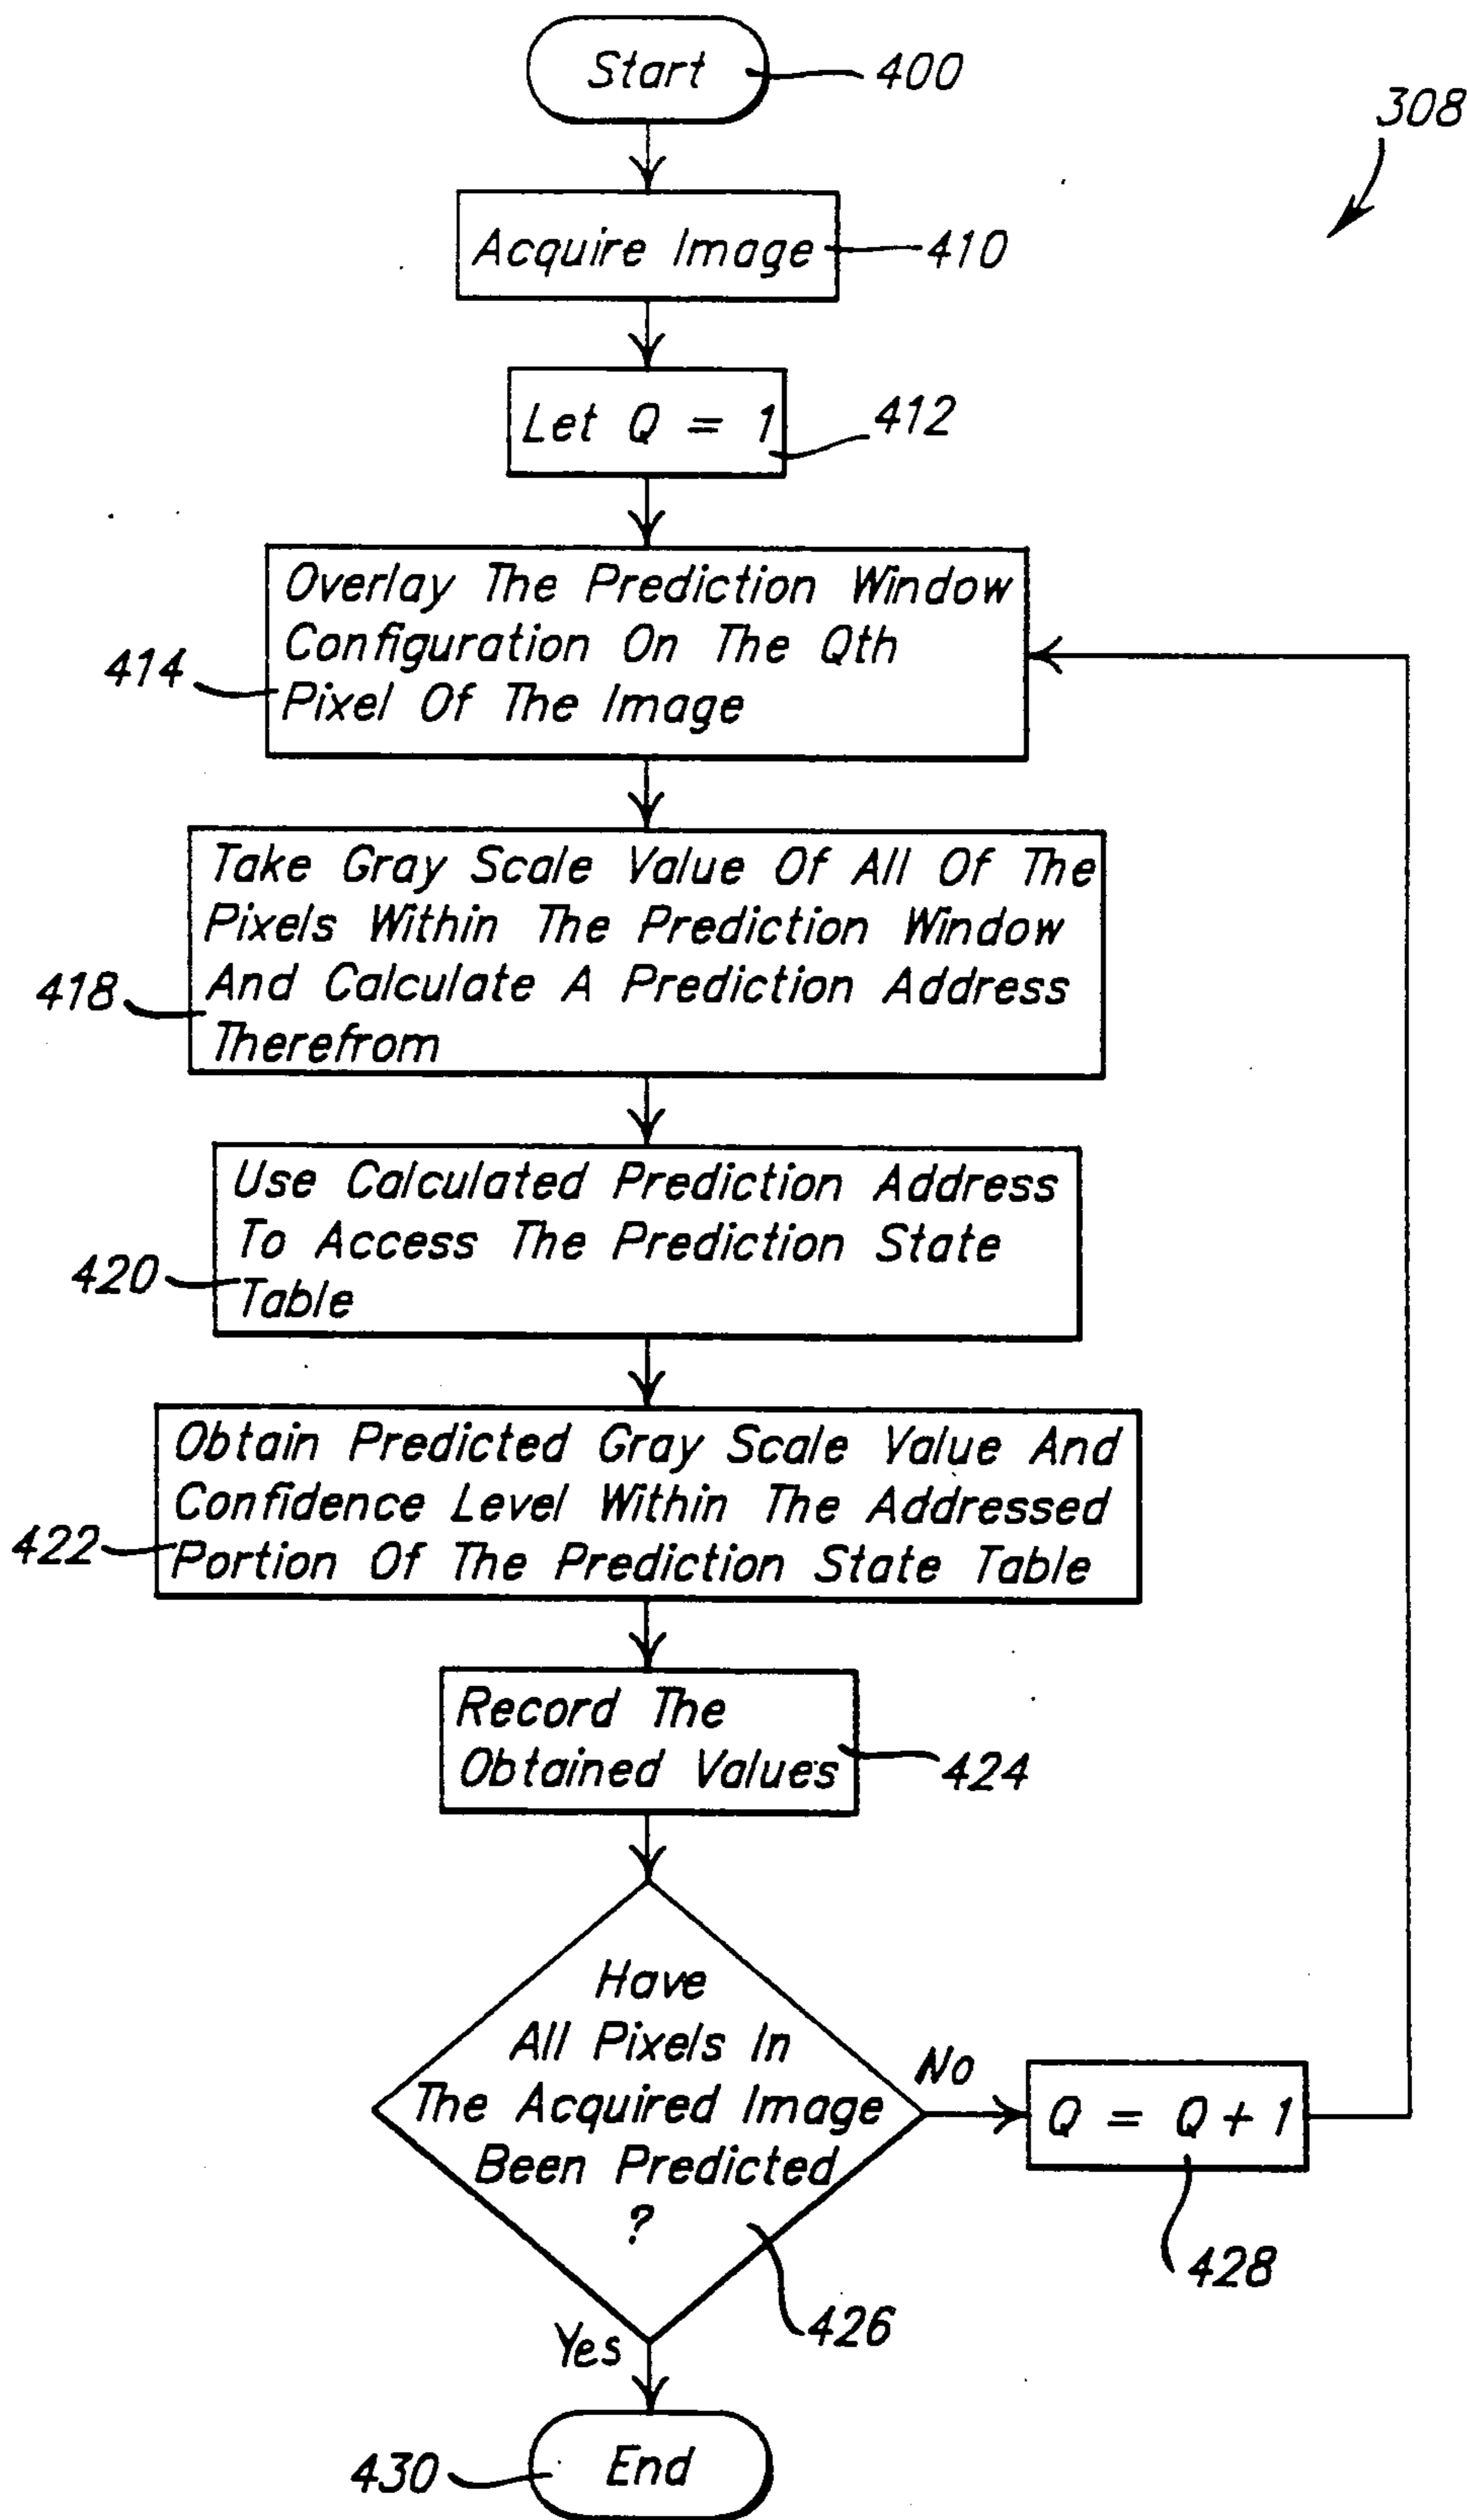 Start
400
308
Acquire Image
410
Let Q = 1
412
Overlay The Prediction Window
Configuration On The Qth
Pixel Of The Image
414
Take Gray Scale Value Of All Of The
Pixels Within The Prediction Window
And Calculate A Prediction Address
Therefrom
418
Use Calculated Prediction Address
To Access The Prediction State
Table
420
Obtain Predicted Gray Scale Value And
Confidence Level Within The Addressed
Portion Of The Prediction State Table
422
Record The
Obtained Values
424
Have
All Pixels In
The Acquired Image
Been Predicted
?
426
No
Q = Q + 1
428
Yes
End
430